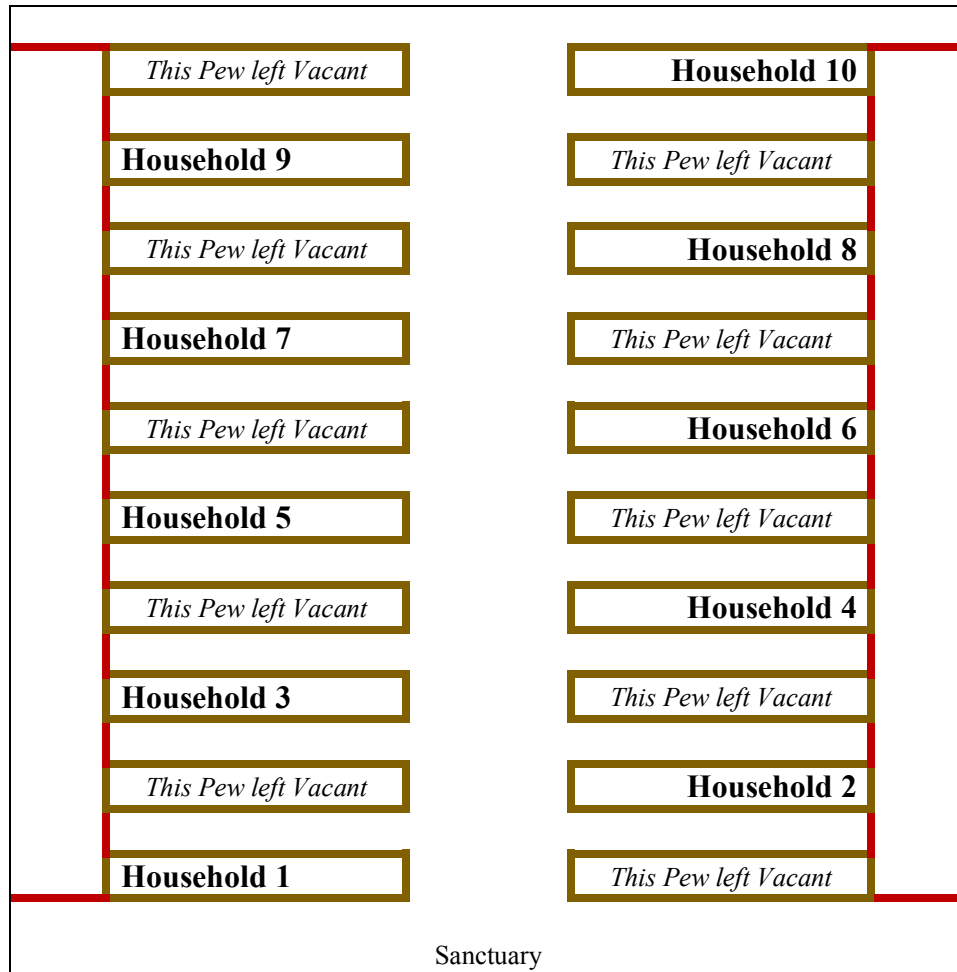 This Pew left Vacant
Household 10
Household 9
This Pew left Vacant
This Pew left Vacant
Household 8
Household 7
This Pew left Vacant
This Pew left Vacant
Household 6
Household 5
This Pew left Vacant
This Pew left Vacant
Household 4
Household 3
This Pew left Vacant
This Pew left Vacant
Household 2
Household 1
This Pew left Vacant
Sanctuary